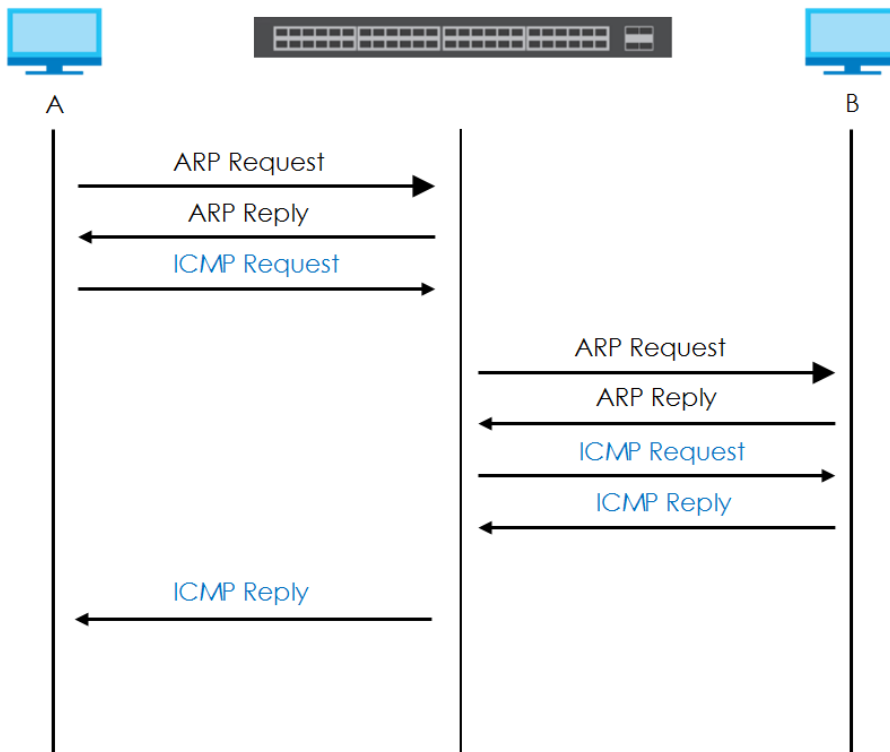 A
B
ARP Request
ARP Reply
ICMP Request
ARP Request
ARP Reply
ICMP Request
ICMP Reply
ICMP Reply